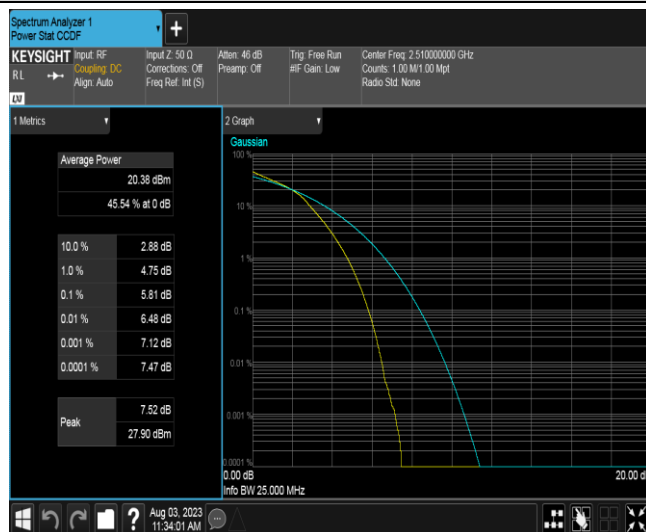 Spectrum Analyzer 1
Power Stat CCDF
+
KEYSIGHT
RL
LXI
Input: RF
Coupling: DC
Align: Auto
Input Z: 50 Ω
Corrections: Off
Freq Ref: Int (S)
Atten: 46 dB
Preamp: Off
Trig: Free Run
#IF Gain: Low
Center Freq: 2.510000000 GHz
Counts: 1.00 M/1.00 Mpt
Radio Std: None
1 Metrics
Average Power
20.38 dBm
45.54 % at 0 dB
10.0 % 2.88 dB
1.0 % 4.75 dB
0.1 % 5.81 dB
0.01 % 6.48 dB
0.001 % 7.12 dB
0.0001 % 7.47 dB
Peak
7.52 dB
27.90 dBm
2 Graph
Gaussian
100 %
10 %
1 %
0.1 %
0.01 %
0.001 %
0.0001 %
0.00 dB
20.00 d
Info BW 25.000 MHz
?
Aug 03, 2023
11:34:01 AM